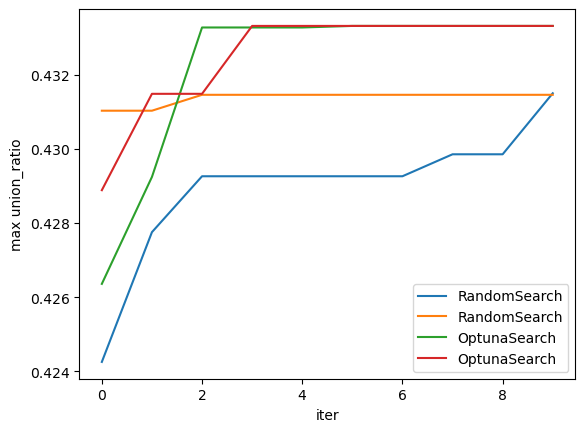 0.432
0.430
0.428
0.426
0.424
max union_ratio
0
2
4
6
8
iter
RandomSearch
RandomSearch
OptunaSearch
OptunaSearch